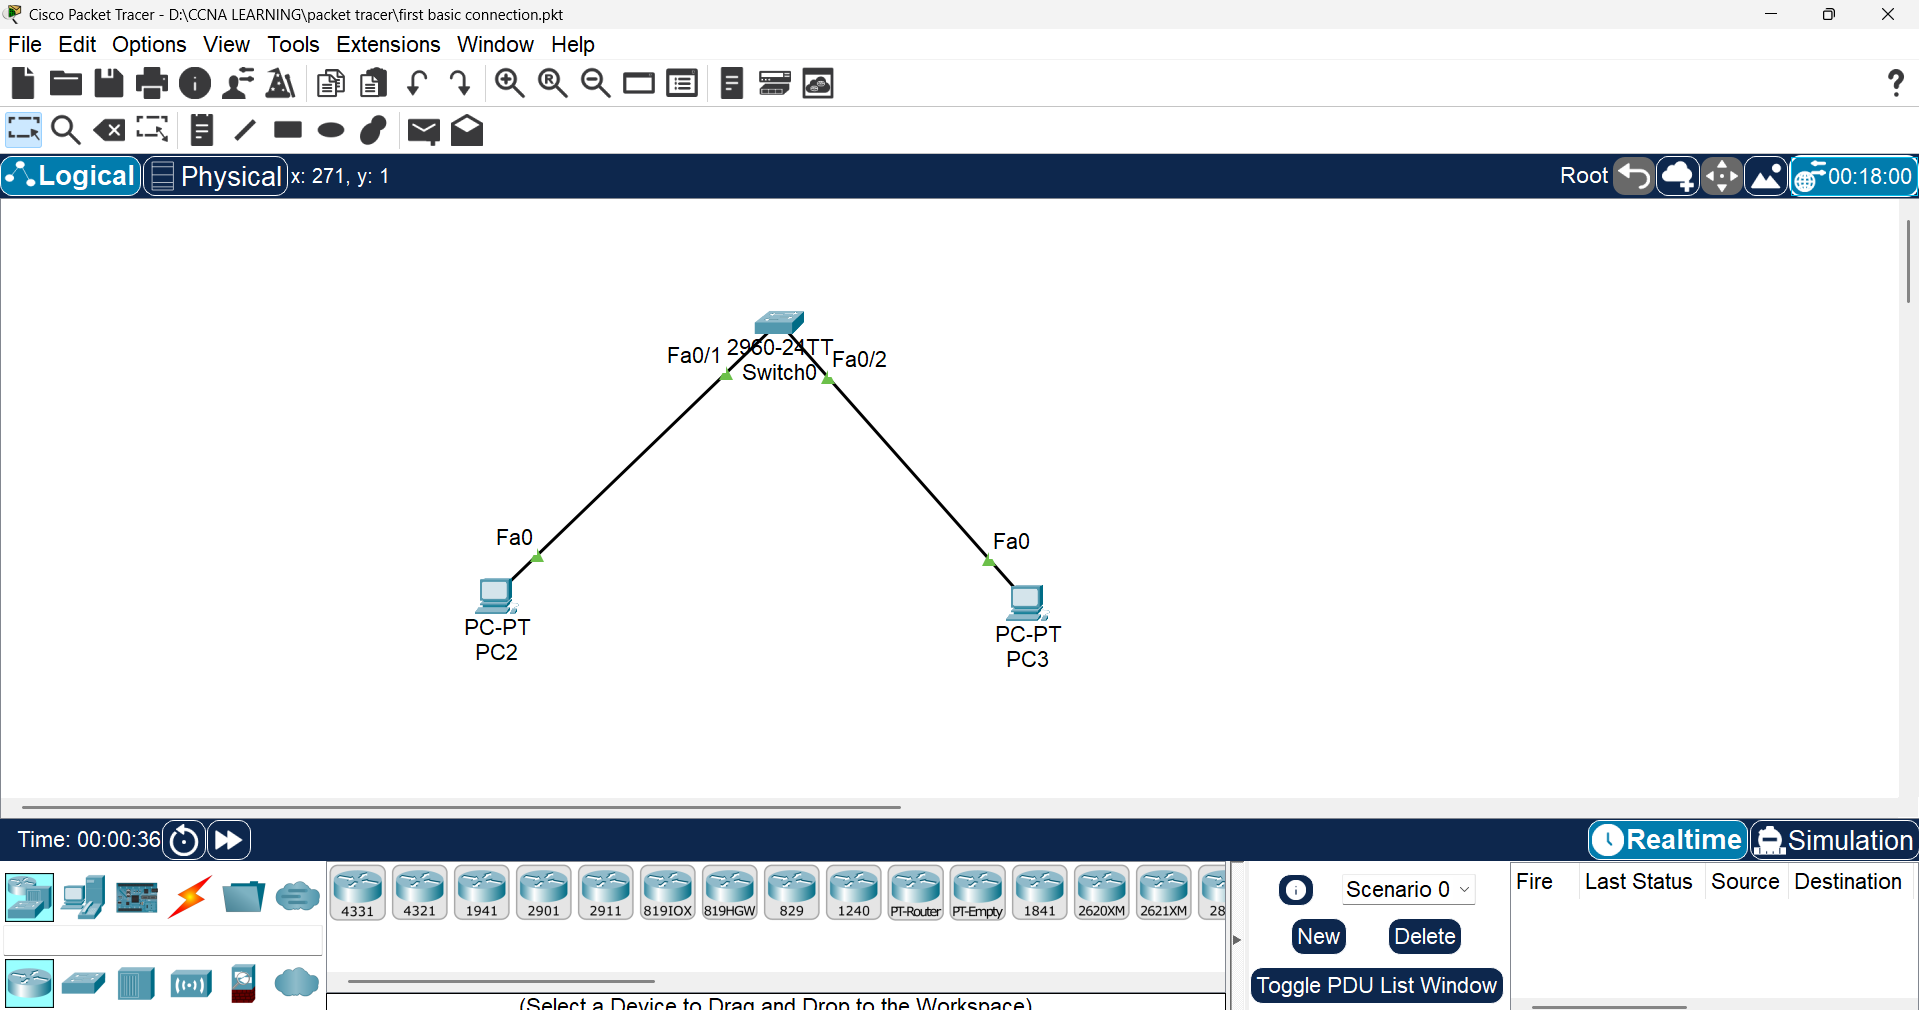 Cisco Packet Tracer - D:\CCNA LEARNING\packet tracer\first basic connection.pkt
File Edit Options View Tools Extensions Window Help
Logical Physical x: 271, y: 1 Root 00:18:00
2960-24TT
Fa0/1 Fa0/2
Switch0
Fa0 Fa0
PC-PT PC-PT
PC2 PC3
Time: 00:00:36 Realtime Simulation
Scenario 0 Fire Last Status Source Destination
4331 4321 1941 2901 2911 819IOX 819HGW 829 1240 PT-Router PT-Empty 1841 2620XM 2621XM 28
New Delete
Toggle PDU List Window
(Select a Device to Drag and Drop to the Workspace)